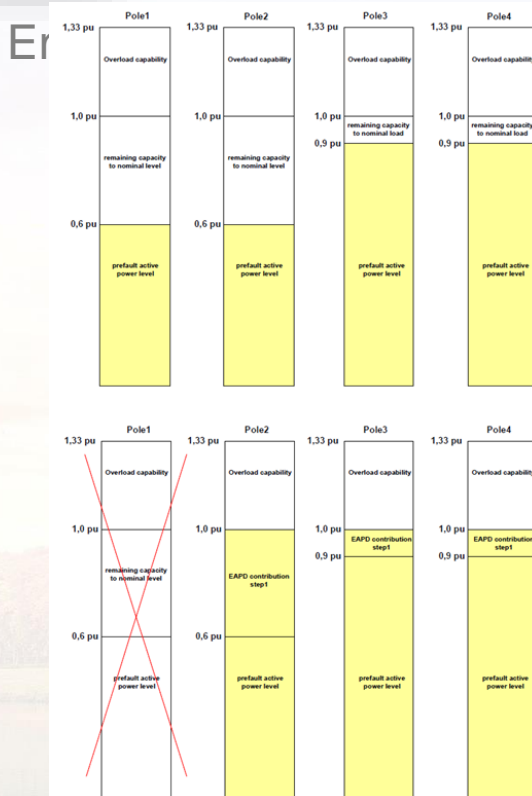 Er
Pole1 Pole2 Pole3 Pole4
1,33 pu 1,33 pu 1,33 pu 1,33 pu
Overload capability Overload capability Overload capability Overload capability
1,0 pu 1,0 pu 1,0 pu 1,0 pu
remaining capacity remaining capacity remaining capacity remaining capacity
to nominal level to nominal level to nominal load to nominal load
0,9 pu 0,9 pu
0,6 pu 0,6 pu
prefault active prefault active prefault active prefault active
power level power level power level power level
Pole1 Pole2 Pole3 Pole4
1,33 pu 1,33 pu 1,33 pu 1,33 pu
Overload capability Overload capability Overload capability Overload capability
1,0 pu 1,0 pu 1,0 pu 1,0 pu
remaining capacity EAPD contribution EAPD contribution EAPD contribution
to nominal level step1 step1 step1
0,9 pu 0,9 pu
0,6 pu 0,6 pu
prefault active prefault active prefault active prefault active
power level power level power level power level